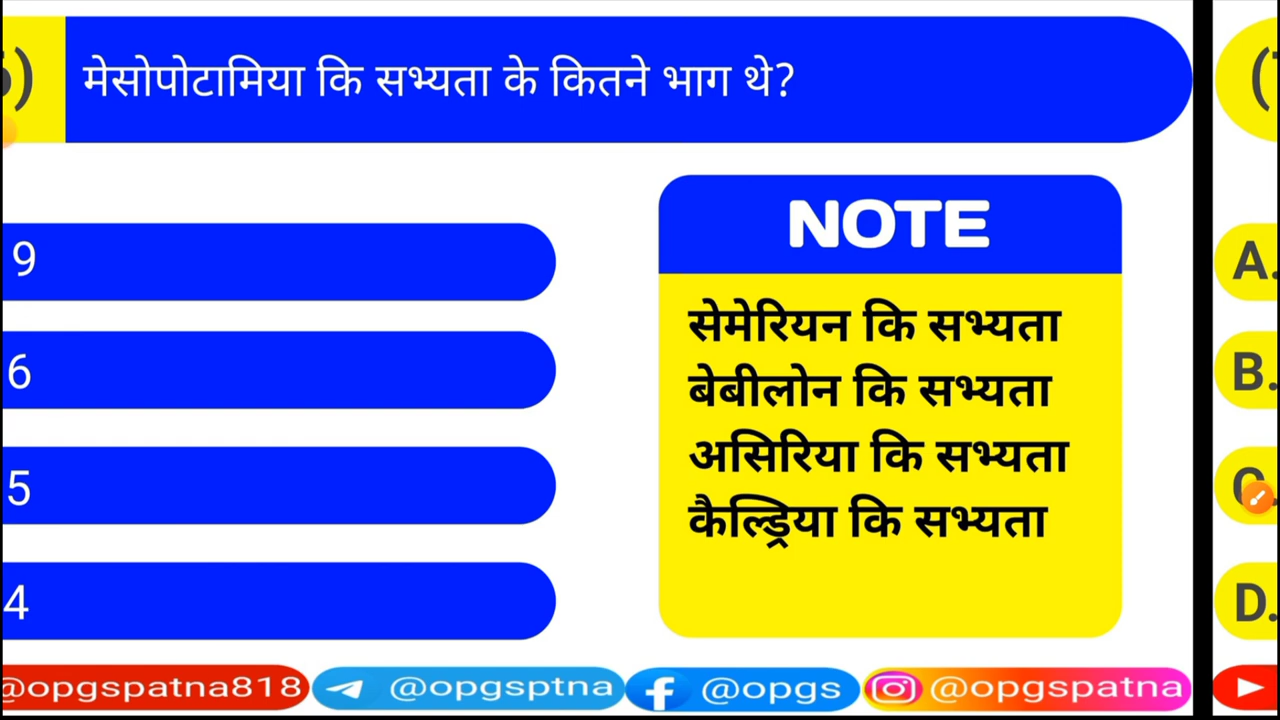 5)
मेसोपोटामिया कि सभ्यता के कितने भाग थे?
9
6
5
4
NOTE
सेमेरियन कि सभ्यता
बेबीलोन कि सभ्यता
असिरिया कि सभ्यता
कैल्ड्रिया कि सभ्यता
@opgspatna818 @opgsptna @opgs @opgspatna
A.
B.
D.